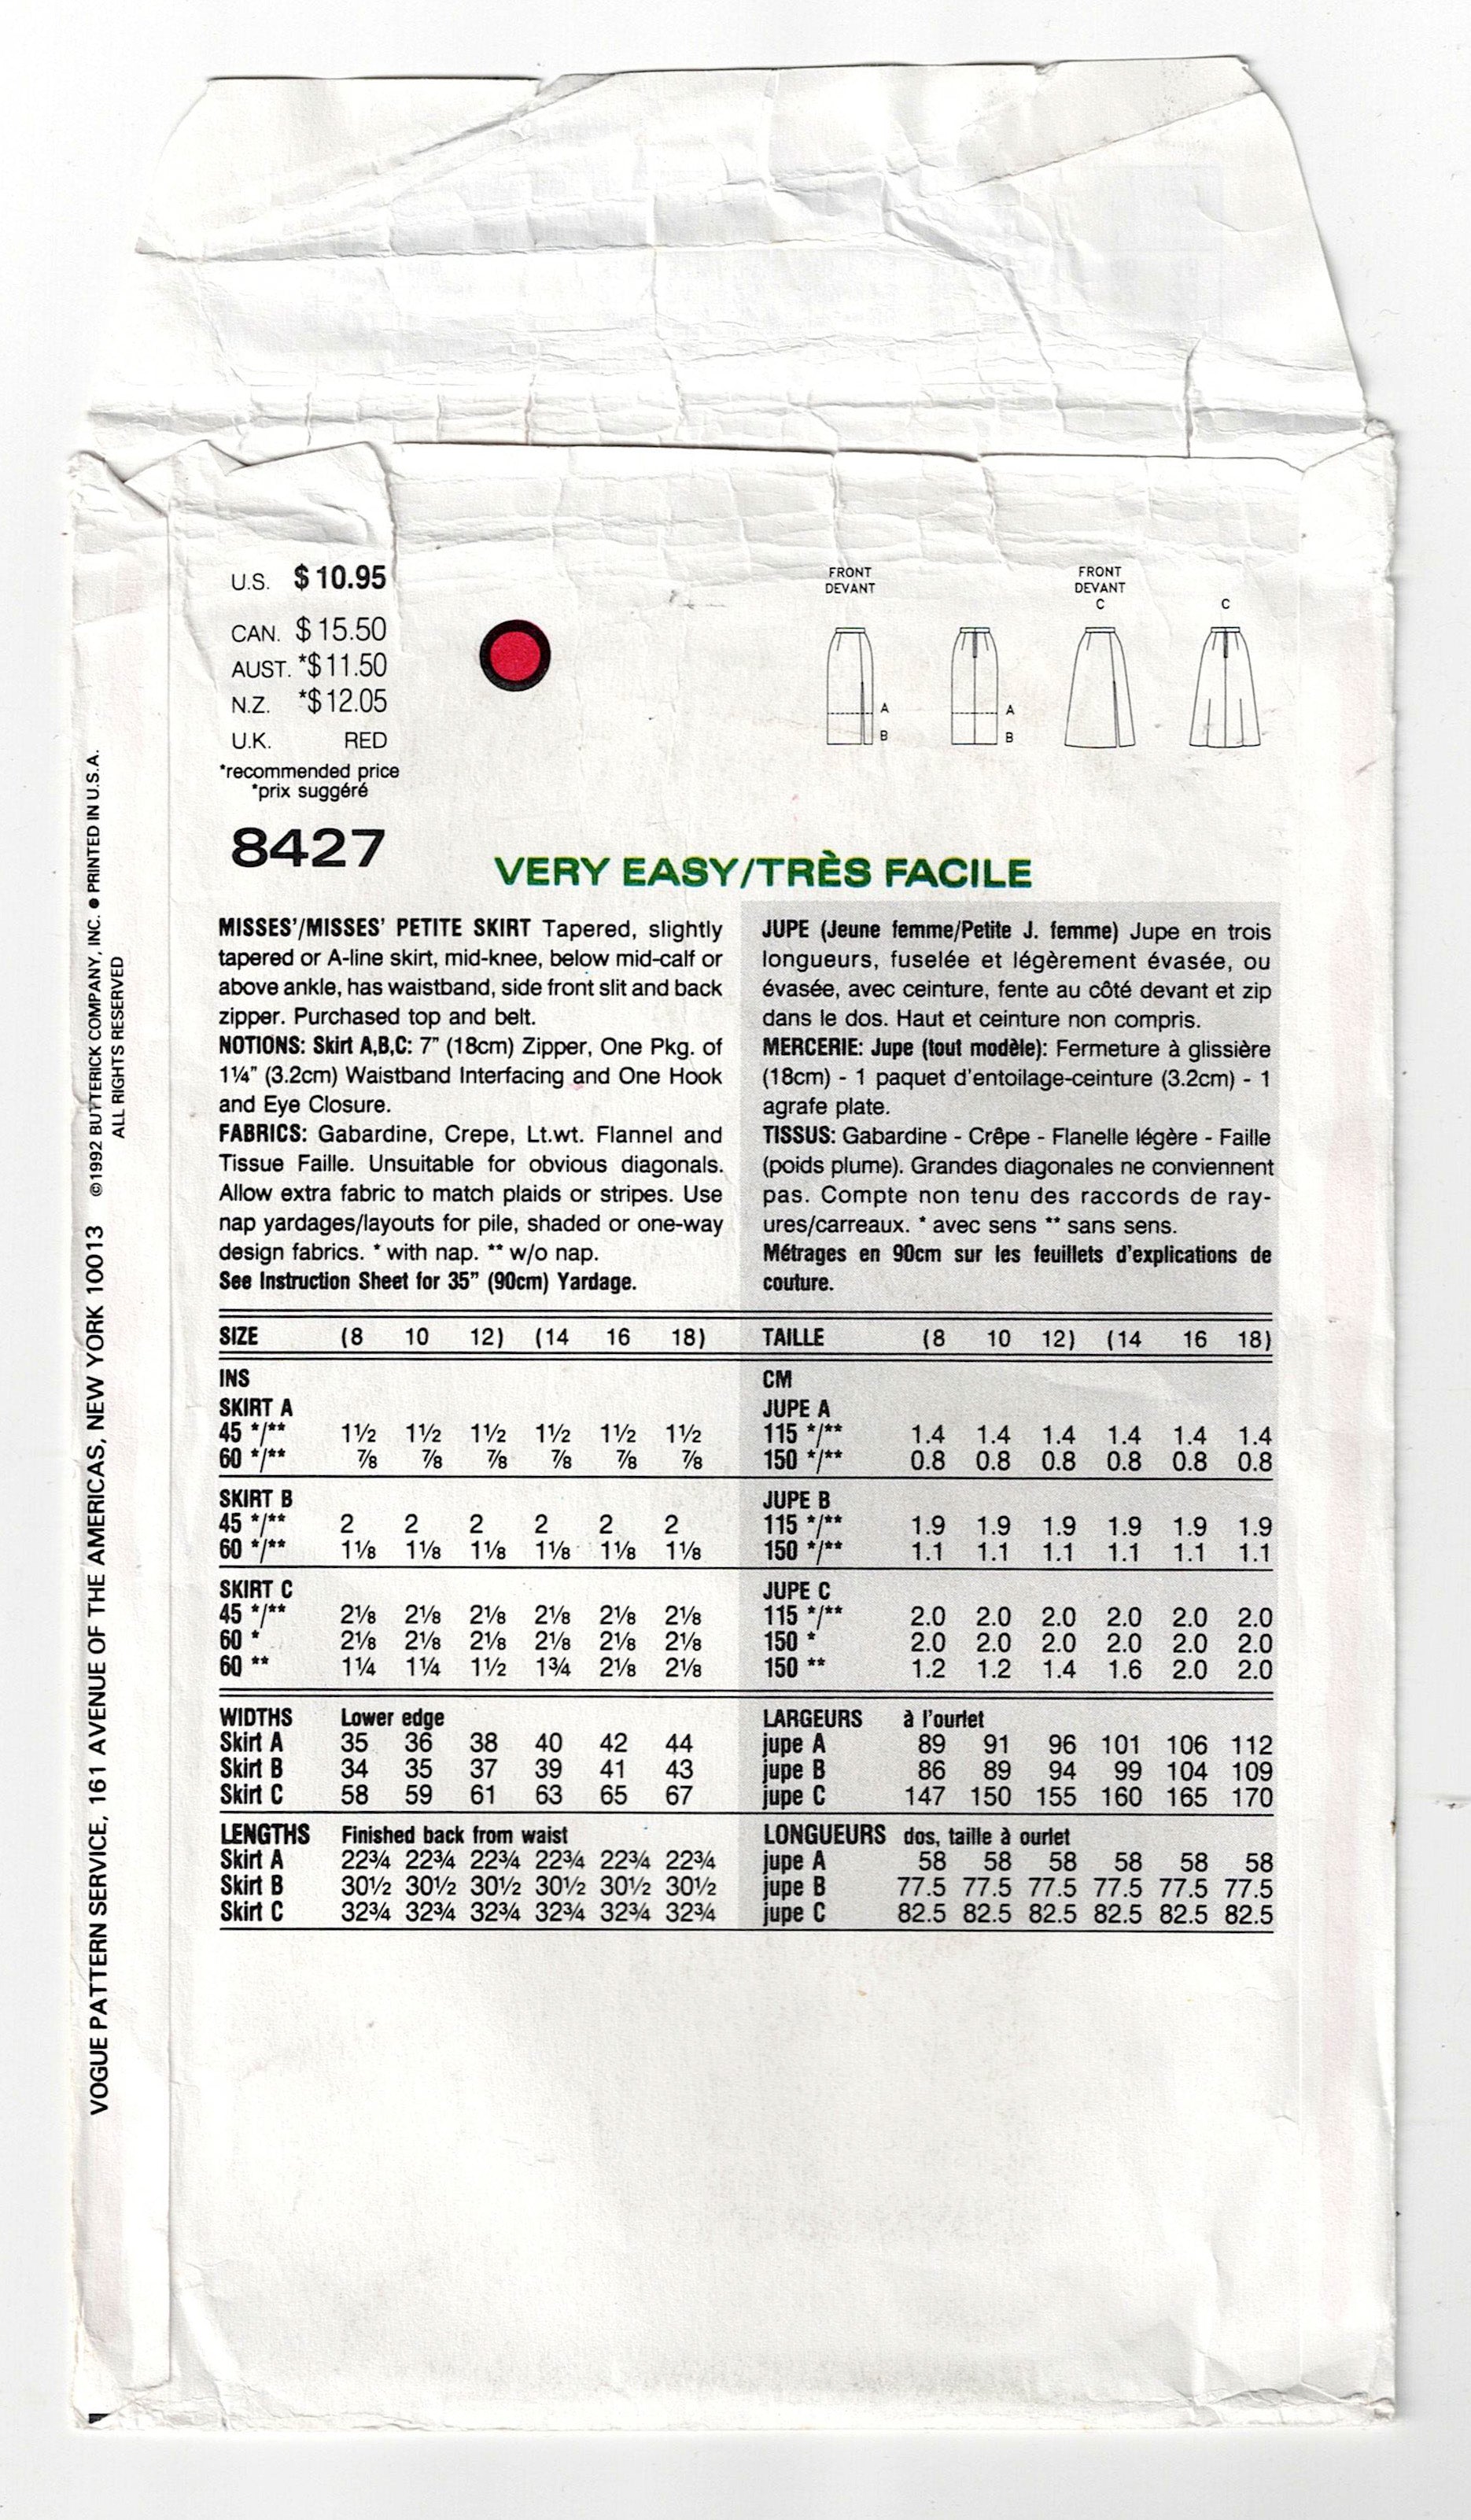 U.S. $10.95
CAN. $15.50
AUST. *$11.50
N.Z. *$12.05
U.K. RED
*recommended price
*prix suggéré
FRONT
DEVANT
A
B
A
B
FRONT
DEVANT
C
C
8427
VERY EASY/TRÈS FACILE
MISSES'/MISSES' PETITE SKIRT Tapered, slightly
tapered or A-line skirt, mid-knee, below mid-calf or
above ankle, has waistband, side front slit and back
zipper. Purchased top and belt.
NOTIONS: Skirt A,B,C: 7" (18cm) Zipper, One Pkg. of
1¼" (3.2cm) Waistband Interfacing and One Hook
and Eye Closure.
FABRICS: Gabardine, Crepe, Lt.wt. Flannel and
Tissue Faille. Unsuitable for obvious diagonals.
Allow extra fabric to match plaids or stripes. Use
nap yardages/layouts for pile, shaded or one-way
design fabrics. * with nap. ** w/o nap.
See Instruction Sheet for 35" (90cm) Yardage.
JUPE (Jeune femme/Petite J. femme) Jupe en trois
longueurs, fuselée et légèrement évasée, ou
évasée, avec ceinture, fente au côté devant et zip
dans le dos. Haut et ceinture non compris.
MERCERIE: Jupe (tout modèle): Fermeture à glissière
(18cm) - 1 paquet d'entoilage-ceinture (3.2cm) - 1
agrafe plate.
TISSUS: Gabardine - Crêpe - Flanelle légère - Faille
(poids plume). Grandes diagonales ne conviennent
pas. Compte non tenu des raccords de ray-
ures/carreaux. * avec sens ** sans sens.
Métrages en 90cm sur les feuillets d'explications de
couture.
SIZE (8 10 12) (14 16 18)
INS
SKIRT A
45 */** 1½ 1½ 1½ 1½ 1½ 1½
60 */** ⅞ ⅞ ⅞ ⅞ ⅞ ⅞
SKIRT B
45 */** 2 2 2 2 2 2
60 */** 1⅛ 1⅛ 1⅛ 1⅛ 1⅛ 1⅛
SKIRT C
45 */** 2⅛ 2⅛ 2⅛ 2⅛ 2⅛ 2⅛
60 * 2⅛ 2⅛ 2⅛ 2⅛ 2⅛ 2⅛
60 ** 1¼ 1¼ 1½ 1¾ 2⅛ 2⅛
WIDTHS Lower edge
Skirt A 35 36 38 40 42 44
Skirt B 34 35 37 39 41 43
Skirt C 58 59 61 63 65 67
LENGTHS Finished back from waist
Skirt A 22¾ 22¾ 22¾ 22¾ 22¾ 22¾
Skirt B 30½ 30½ 30½ 30½ 30½ 30½
Skirt C 32¾ 32¾ 32¾ 32¾ 32¾ 32¾
TAILLE (8 10 12) (14 16 18)
CM
JUPE A
115 */** 1.4 1.4 1.4 1.4 1.4 1.4
150 */** 0.8 0.8 0.8 0.8 0.8 0.8
JUPE B
115 */** 1.9 1.9 1.9 1.9 1.9 1.9
150 */** 1.1 1.1 1.1 1.1 1.1 1.1
JUPE C
115 */** 2.0 2.0 2.0 2.0 2.0 2.0
150 * 2.0 2.0 2.0 2.0 2.0 2.0
150 ** 1.2 1.2 1.4 1.6 2.0 2.0
LARGEURS à l'ourlet
jupe A 89 91 96 101 106 112
jupe B 86 89 94 99 104 109
jupe C 147 150 155 160 165 170
LONGUEURS dos, taille à ourlet
jupe A 58 58 58 58 58 58
jupe B 77.5 77.5 77.5 77.5 77.5 77.5
jupe C 82.5 82.5 82.5 82.5 82.5 82.5
VOGUE PATTERN SERVICE, 161 AVENUE OF THE AMERICAS, NEW YORK 10013 ©1992 BUTTERICK COMPANY, INC. ● PRINTED IN U.S.A.
ALL RIGHTS RESERVED